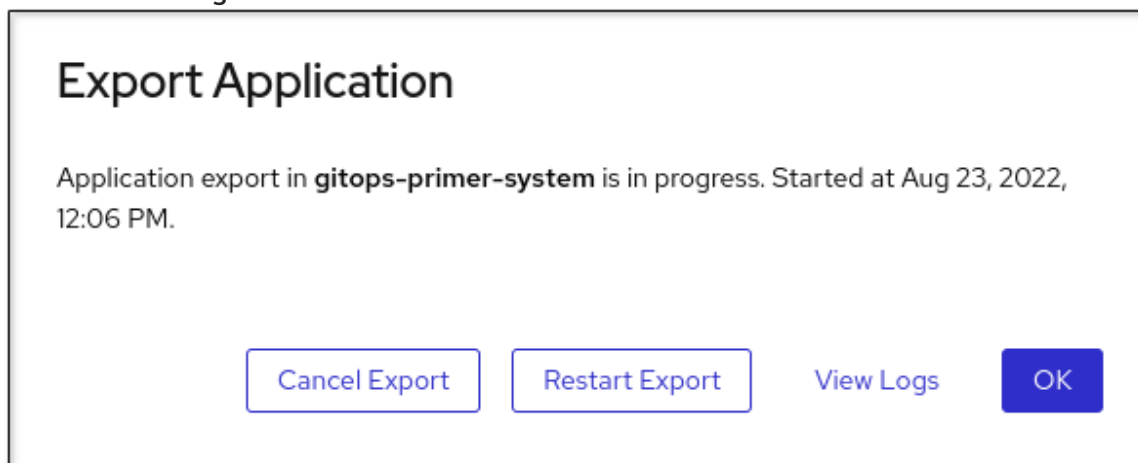 Export Application
Application export in gitops-primer-system is in progress. Started at Aug 23, 2022,
12:06 PM.
Cancel Export Restart Export View Logs OK